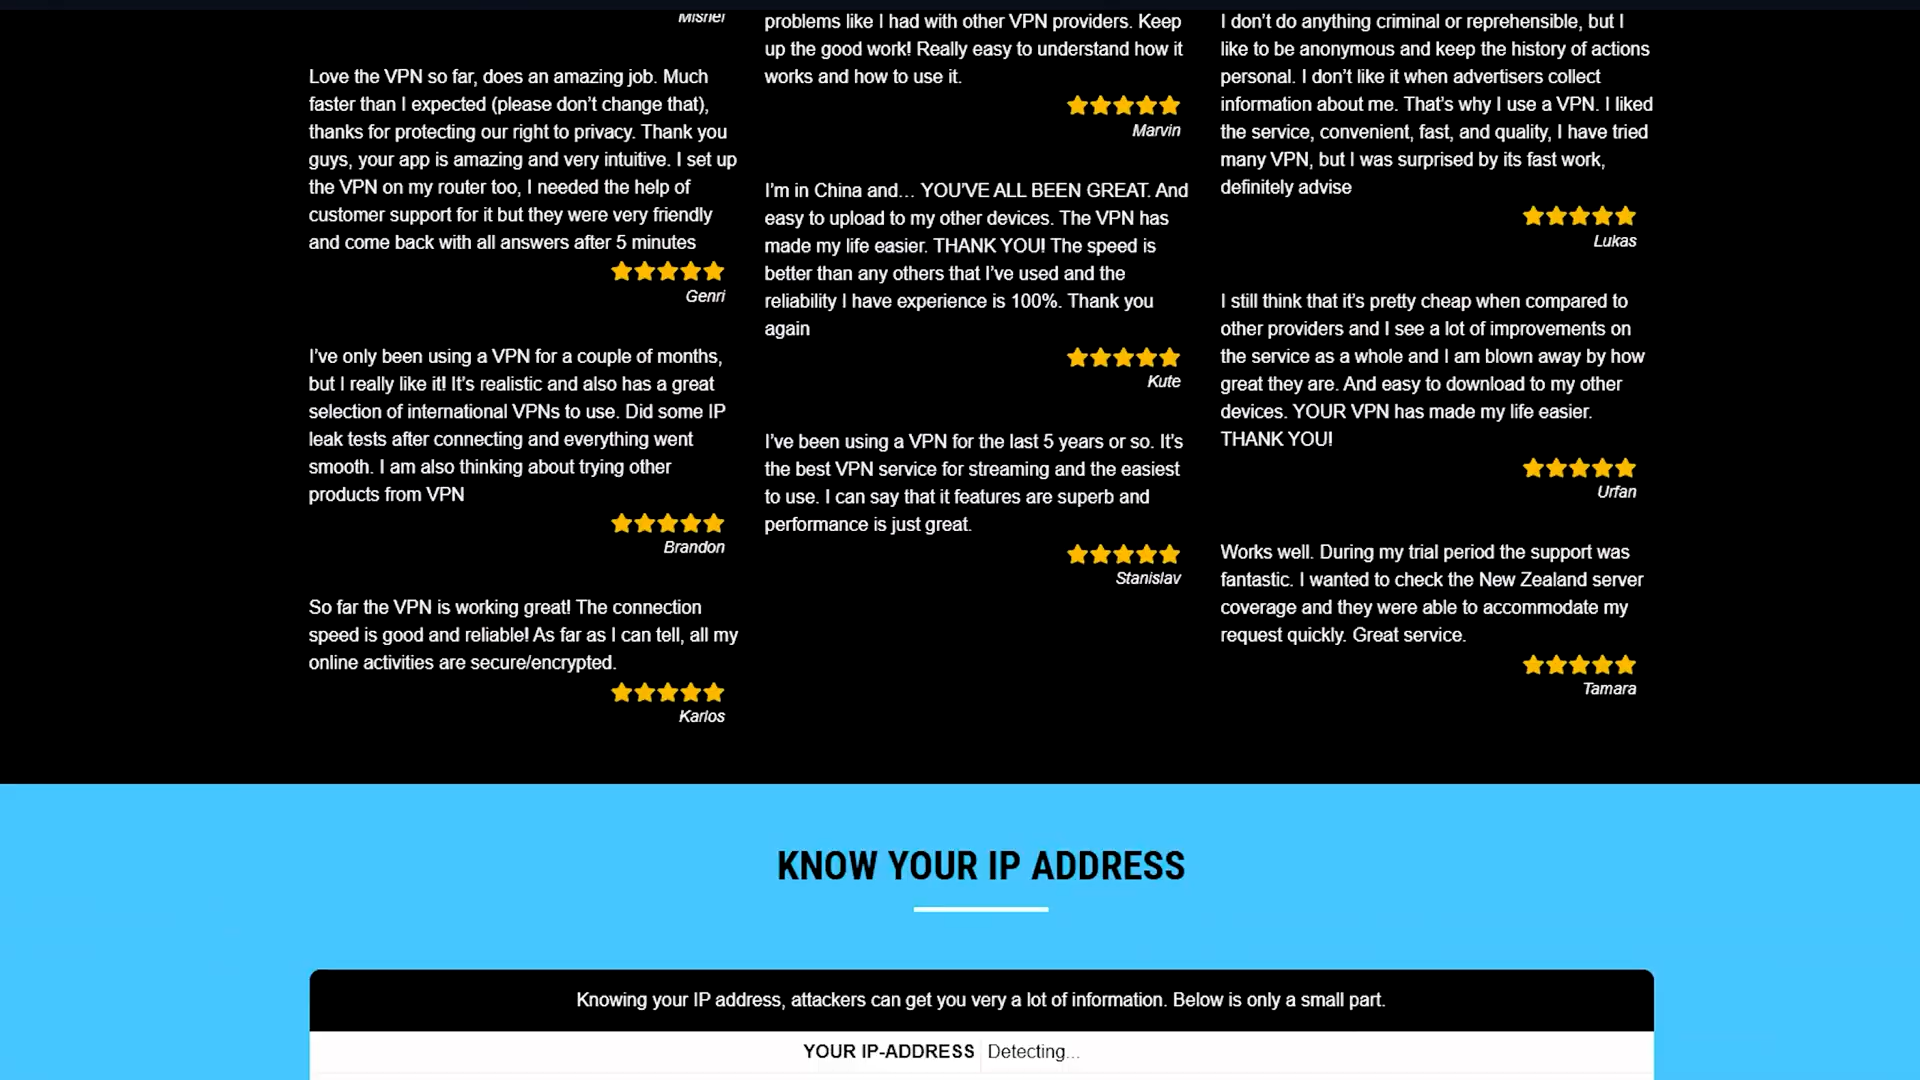 Mishel
Love the VPN so far, does an amazing job. Much
faster than I expected (please don’t change that),
thanks for protecting our right to privacy. Thank you
guys, your app is amazing and very intuitive. I set up
the VPN on my router too, I needed the help of
customer support for it but they were very friendly
and come back with all answers after 5 minutes
Genri
I’ve only been using a VPN for a couple of months,
but I really like it! It’s realistic and also has a great
selection of international VPNs to use. Did some IP
leak tests after connecting and everything went
smooth. I am also thinking about trying other
products from VPN
Brandon
So far the VPN is working great! The connection
speed is good and reliable! As far as I can tell, all my
online activities are secure/encrypted.
Karlos
problems like I had with other VPN providers. Keep
up the good work! Really easy to understand how it
works and how to use it.
Marvin
I’m in China and… YOU’VE ALL BEEN GREAT. And
easy to upload to my other devices. The VPN has
made my life easier. THANK YOU! The speed is
better than any others that I’ve used and the
reliability I have experience is 100%. Thank you
again
Kute
I’ve been using a VPN for the last 5 years or so. It’s
the best VPN service for streaming and the easiest
to use. I can say that it features are superb and
performance is just great.
Stanislav
I don’t do anything criminal or reprehensible, but I
like to be anonymous and keep the history of actions
personal. I don’t like it when advertisers collect
information about me. That’s why I use a VPN. I liked
the service, convenient, fast, and quality, I have tried
many VPN, but I was surprised by its fast work,
definitely advise
Lukas
I still think that it’s pretty cheap when compared to
other providers and I see a lot of improvements on
the service as a whole and I am blown away by how
great they are. And easy to download to my other
devices. YOUR VPN has made my life easier.
THANK YOU!
Urfan
Works well. During my trial period the support was
fantastic. I wanted to check the New Zealand server
coverage and they were able to accommodate my
request quickly. Great service.
Tamara
KNOW YOUR IP ADDRESS
Knowing your IP address, attackers can get you very a lot of information. Below is only a small part.
YOUR IP-ADDRESS Detecting...